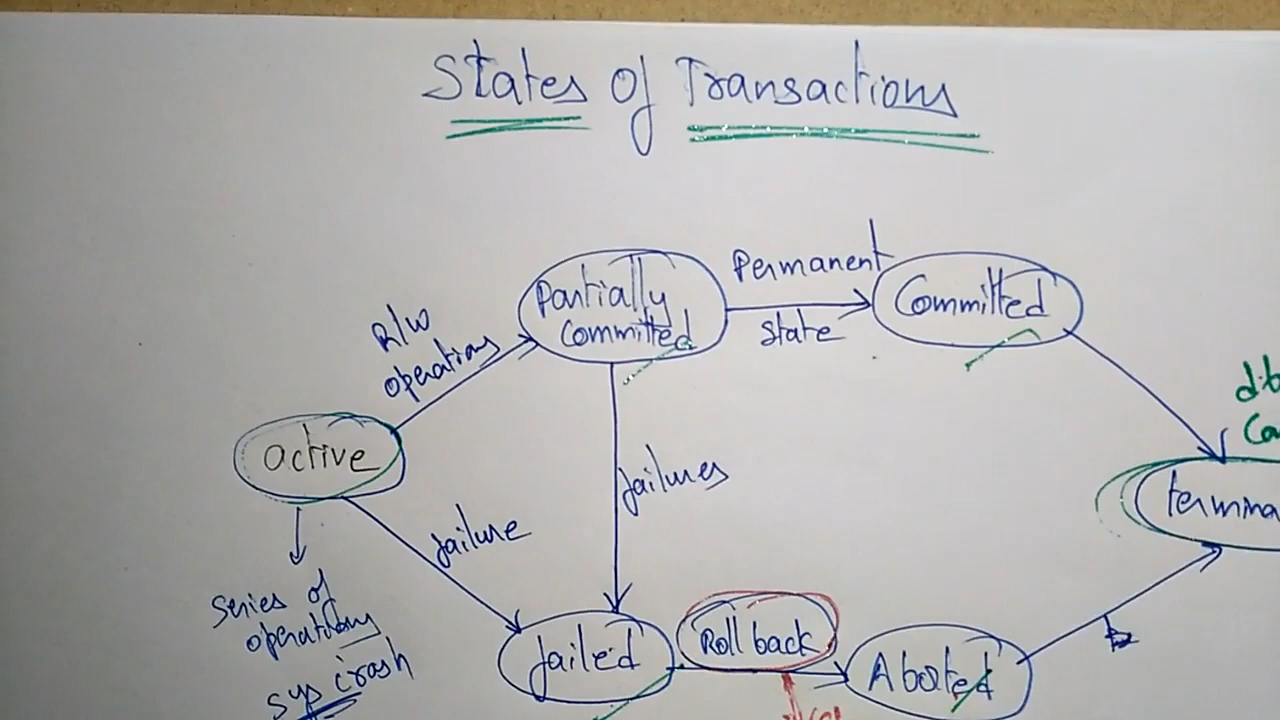 States of Transactions
Permanent
Partially
Committed
Committed
state
R/W
operations
active
failures
failure
series of
operations
sys crash
failed
Roll back
Aborted